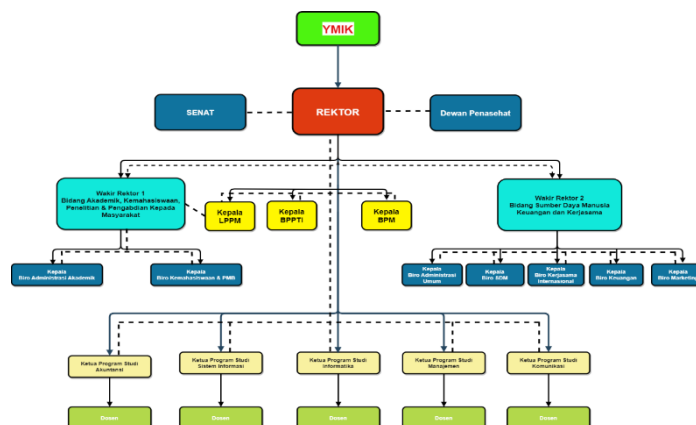 YMIK
SENAT
REKTOR
Dewan Penasehat
Wakir Rektor 1
Bidang Akademik, Kemahasiswaan,
Penelitian & Pengabdian Kepada
Masyarakat
Kepala
LPPM
Kepala
BPPTI
Kepala
BPM
Wakir Rektor 2
Bidang Sumber Daya Manusia
Keuangan dan Kerjasama
Kepala
Biro Administrasi Akademik
Kepala
Biro Kemahasiswaan & PMB
Kepala
Biro Administrasi
Umum
Kepala
Biro SDM
Kepala
Biro Kerjasama
Internasional
Kepala
Biro Keuangan
Kepala
Biro Marketing
Ketua Program Studi
Akuntansi
Ketua Program Studi
Sistem Informasi
Ketua Program Studi
Informatika
Ketua Program Studi
Manajemen
Ketua Program Studi
Komunikasi
Dosen
Dosen
Dosen
Dosen
Dosen